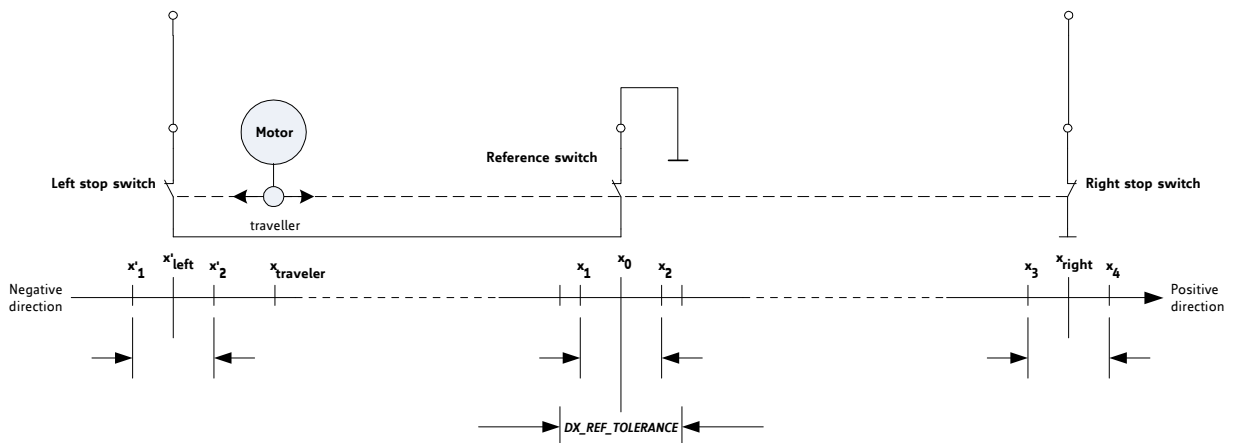 Motor
Reference switch
Left stop switch
Right stop switch
traveller
x'1
x'left
x'2
xtraveler
x1
x0
x2
x3
xright
x4
Negative
direction
Positive
direction
DX_REF_TOLERANCE